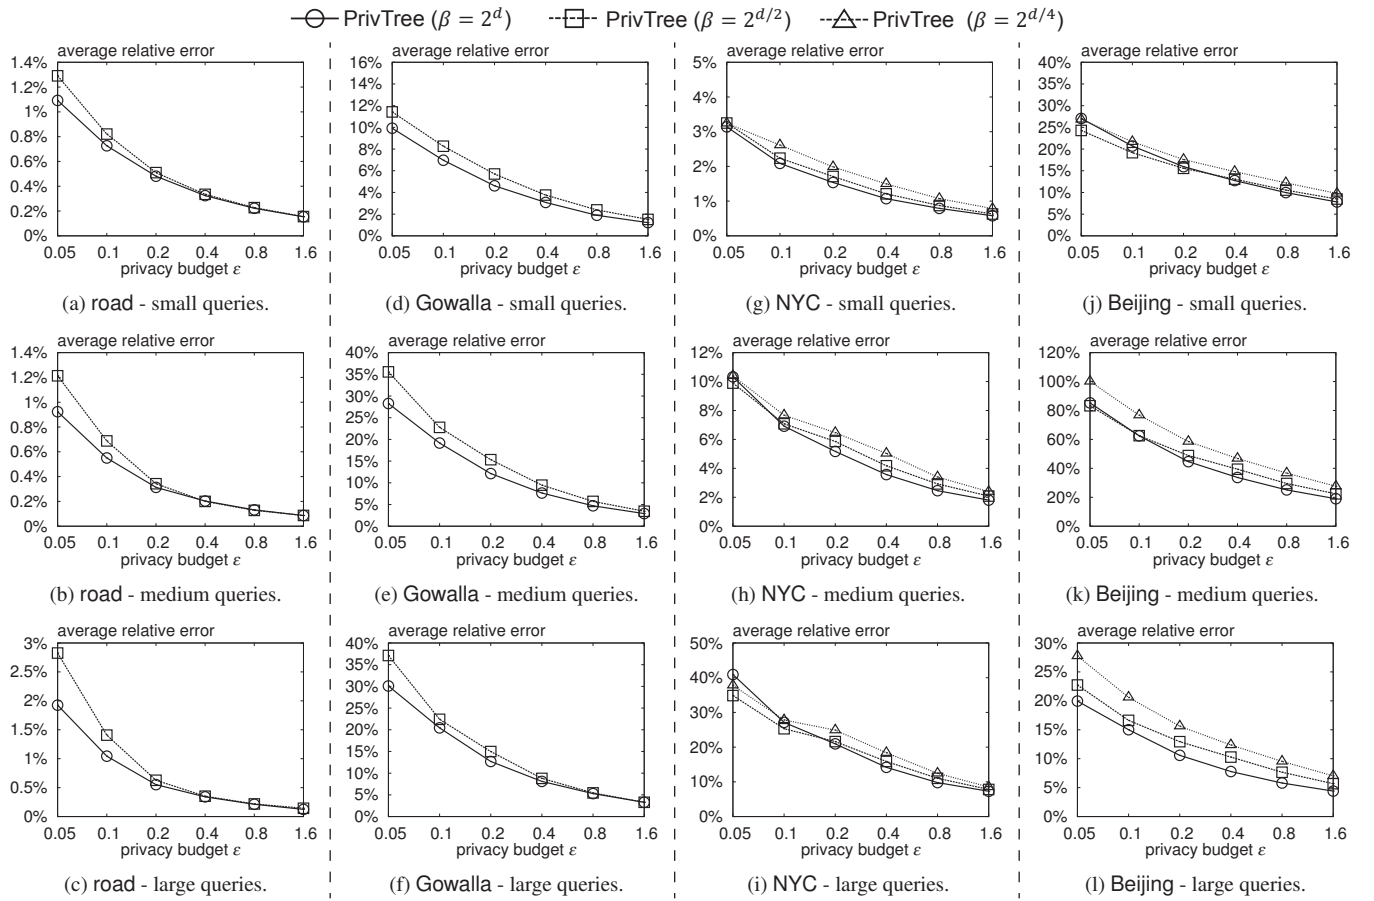 PrivTree (β = 2^d) PrivTree (β = 2^{d/2}) PrivTree (β = 2^{d/4})
average relative error
1.4%
1.2%
1%
0.8%
0.6%
0.4%
0.2%
0%
0.05 0.1 0.2 0.4 0.8 1.6
privacy budget ε
(a) road - small queries.
average relative error
16%
14%
12%
10%
8%
6%
4%
2%
0%
0.05 0.1 0.2 0.4 0.8 1.6
privacy budget ε
(d) Gowalla - small queries.
average relative error
5%
4%
3%
2%
1%
0%
0.05 0.1 0.2 0.4 0.8 1.6
privacy budget ε
(g) NYC - small queries.
average relative error
40%
35%
30%
25%
20%
15%
10%
5%
0%
0.05 0.1 0.2 0.4 0.8 1.6
privacy budget ε
(j) Beijing - small queries.
average relative error
1.4%
1.2%
1%
0.8%
0.6%
0.4%
0.2%
0%
0.05 0.1 0.2 0.4 0.8 1.6
privacy budget ε
(b) road - medium queries.
average relative error
40%
35%
30%
25%
20%
15%
10%
5%
0%
0.05 0.1 0.2 0.4 0.8 1.6
privacy budget ε
(e) Gowalla - medium queries.
average relative error
12%
10%
8%
6%
4%
2%
0%
0.05 0.1 0.2 0.4 0.8 1.6
privacy budget ε
(h) NYC - medium queries.
average relative error
120%
100%
80%
60%
40%
20%
0%
0.05 0.1 0.2 0.4 0.8 1.6
privacy budget ε
(k) Beijing - medium queries.
average relative error
3%
2.5%
2%
1.5%
1%
0.5%
0%
0.05 0.1 0.2 0.4 0.8 1.6
privacy budget ε
(c) road - large queries.
average relative error
40%
35%
30%
25%
20%
15%
10%
5%
0%
0.05 0.1 0.2 0.4 0.8 1.6
privacy budget ε
(f) Gowalla - large queries.
average relative error
50%
40%
30%
20%
10%
0%
0.05 0.1 0.2 0.4 0.8 1.6
privacy budget ε
(i) NYC - large queries.
average relative error
30%
25%
20%
15%
10%
5%
0%
0.05 0.1 0.2 0.4 0.8 1.6
privacy budget ε
(l) Beijing - large queries.